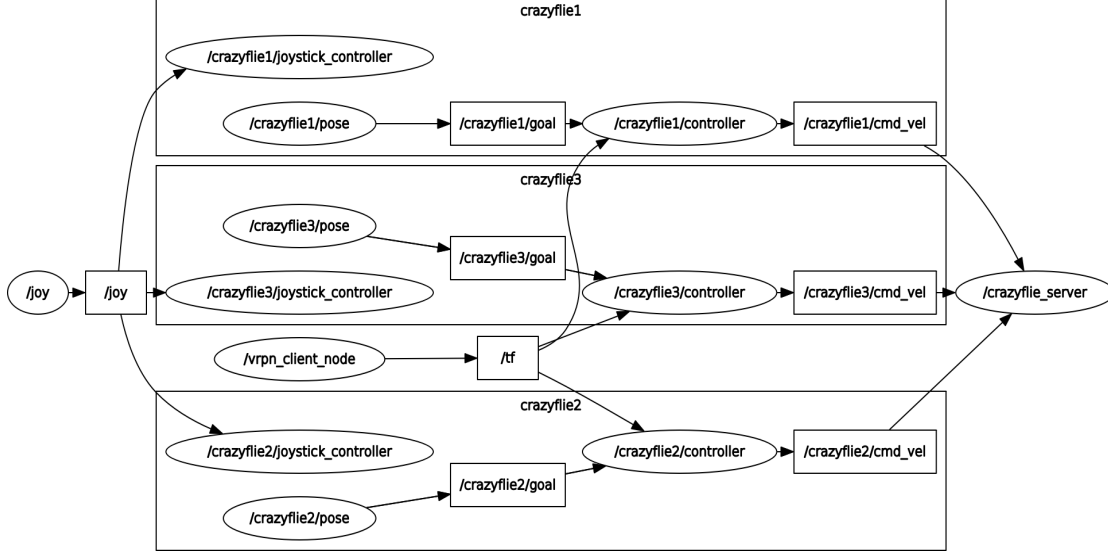 crazyflie1
/crazyflie1/joystick_controller
/crazyflie1/pose
/crazyflie1/goal
/crazyflie1/controller
/crazyflie1/cmd_vel
crazyflie3
/crazyflie3/pose
/crazyflie3/goal
/joy
/joy
/crazyflie3/joystick_controller
/crazyflie3/controller
/crazyflie3/cmd_vel
/crazyflie_server
/vrpn_client_node
/tf
crazyflie2
/crazyflie2/joystick_controller
/crazyflie2/controller
/crazyflie2/cmd_vel
/crazyflie2/goal
/crazyflie2/pose